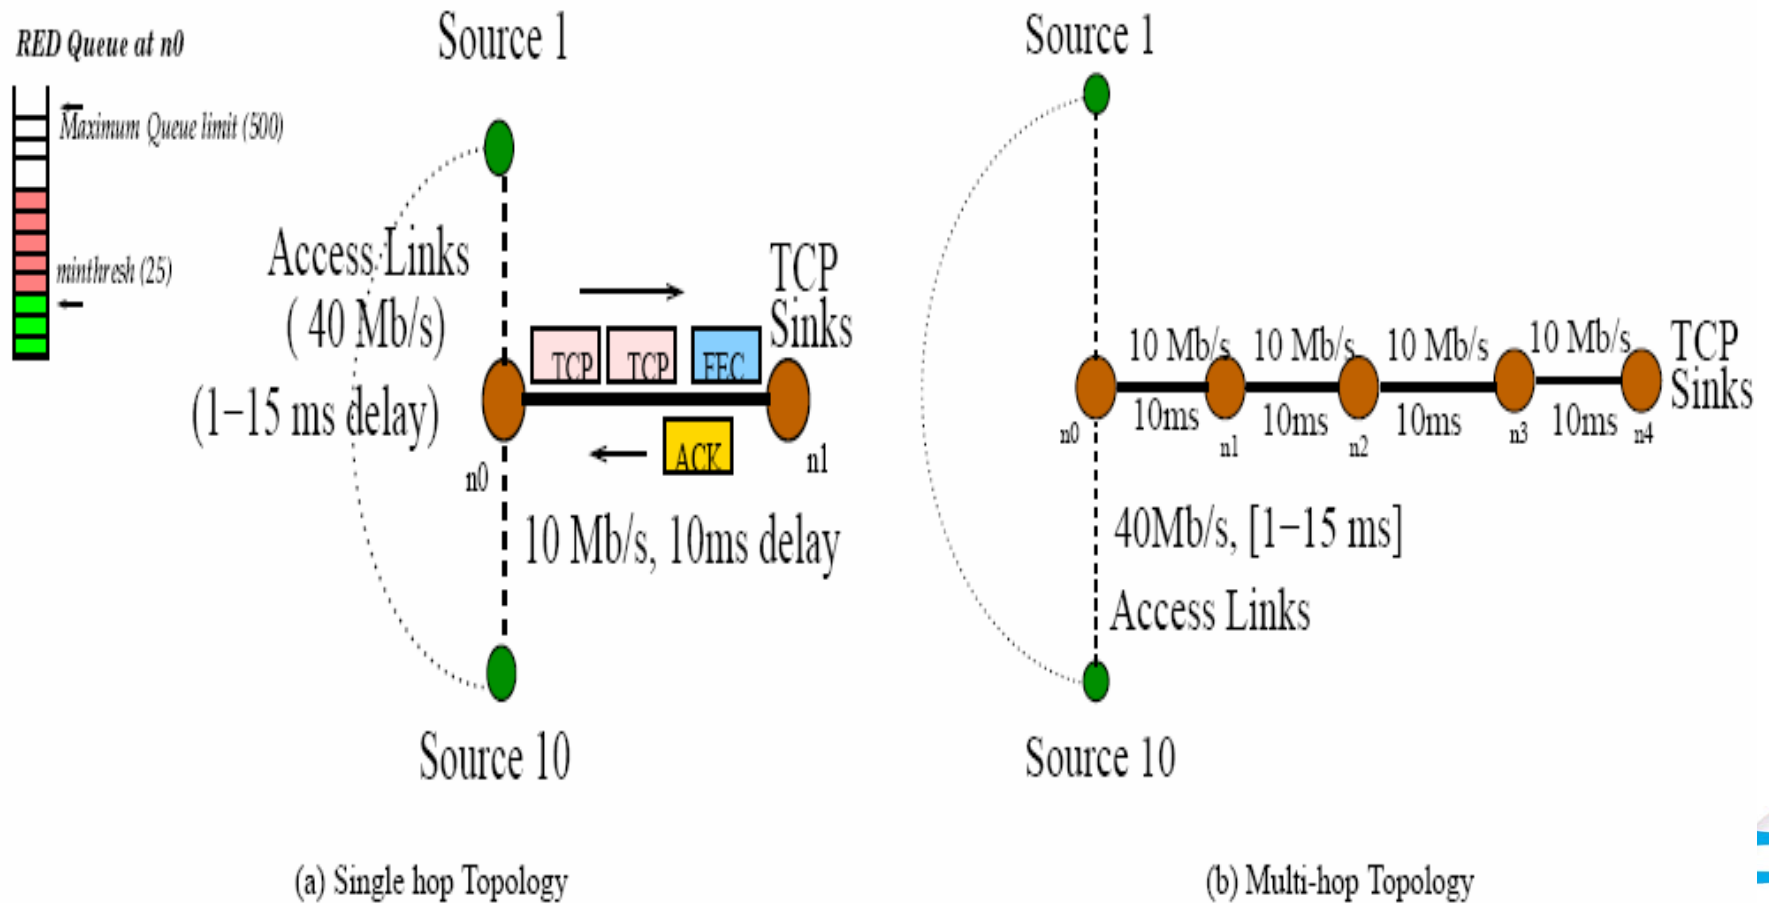 RED Queue at n0
Maximum Queue limit (500)
minthresh (25)
Source 1
Access Links
( 40 Mb/s)
(1−15 ms delay)
TCP
Sinks
TCP
TCP
FEC
ACK
n0
n1
10 Mb/s, 10ms delay
Source 10
(a) Single hop Topology
Source 1
10 Mb/s
10 Mb/s
10 Mb/s
10 Mb/s
TCP
Sinks
10ms
10ms
10ms
10ms
n0
n1
n2
n3
n4
40Mb/s, [1−15 ms]
Access Links
Source 10
(b) Multi-hop Topology